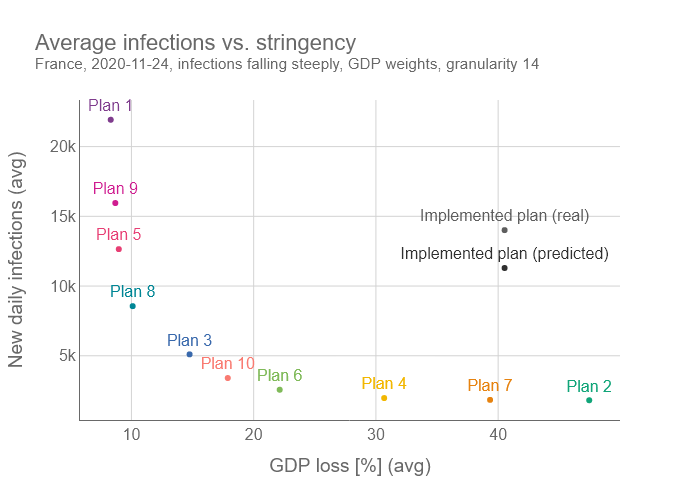 Average infections vs. stringency
France, 2020-11-24, infections falling steeply, GDP weights, granularity 14
Plan 1
20k
Plan 9
15k
Implemented plan (real)
Plan 5
Implemented plan (predicted)
10k
Plan 8
Plan 3
5k
Plan 10
Plan 6
Plan 4
Plan 7
Plan 2
New daily infections (avg)
10
20
30
40
GDP loss [%] (avg)